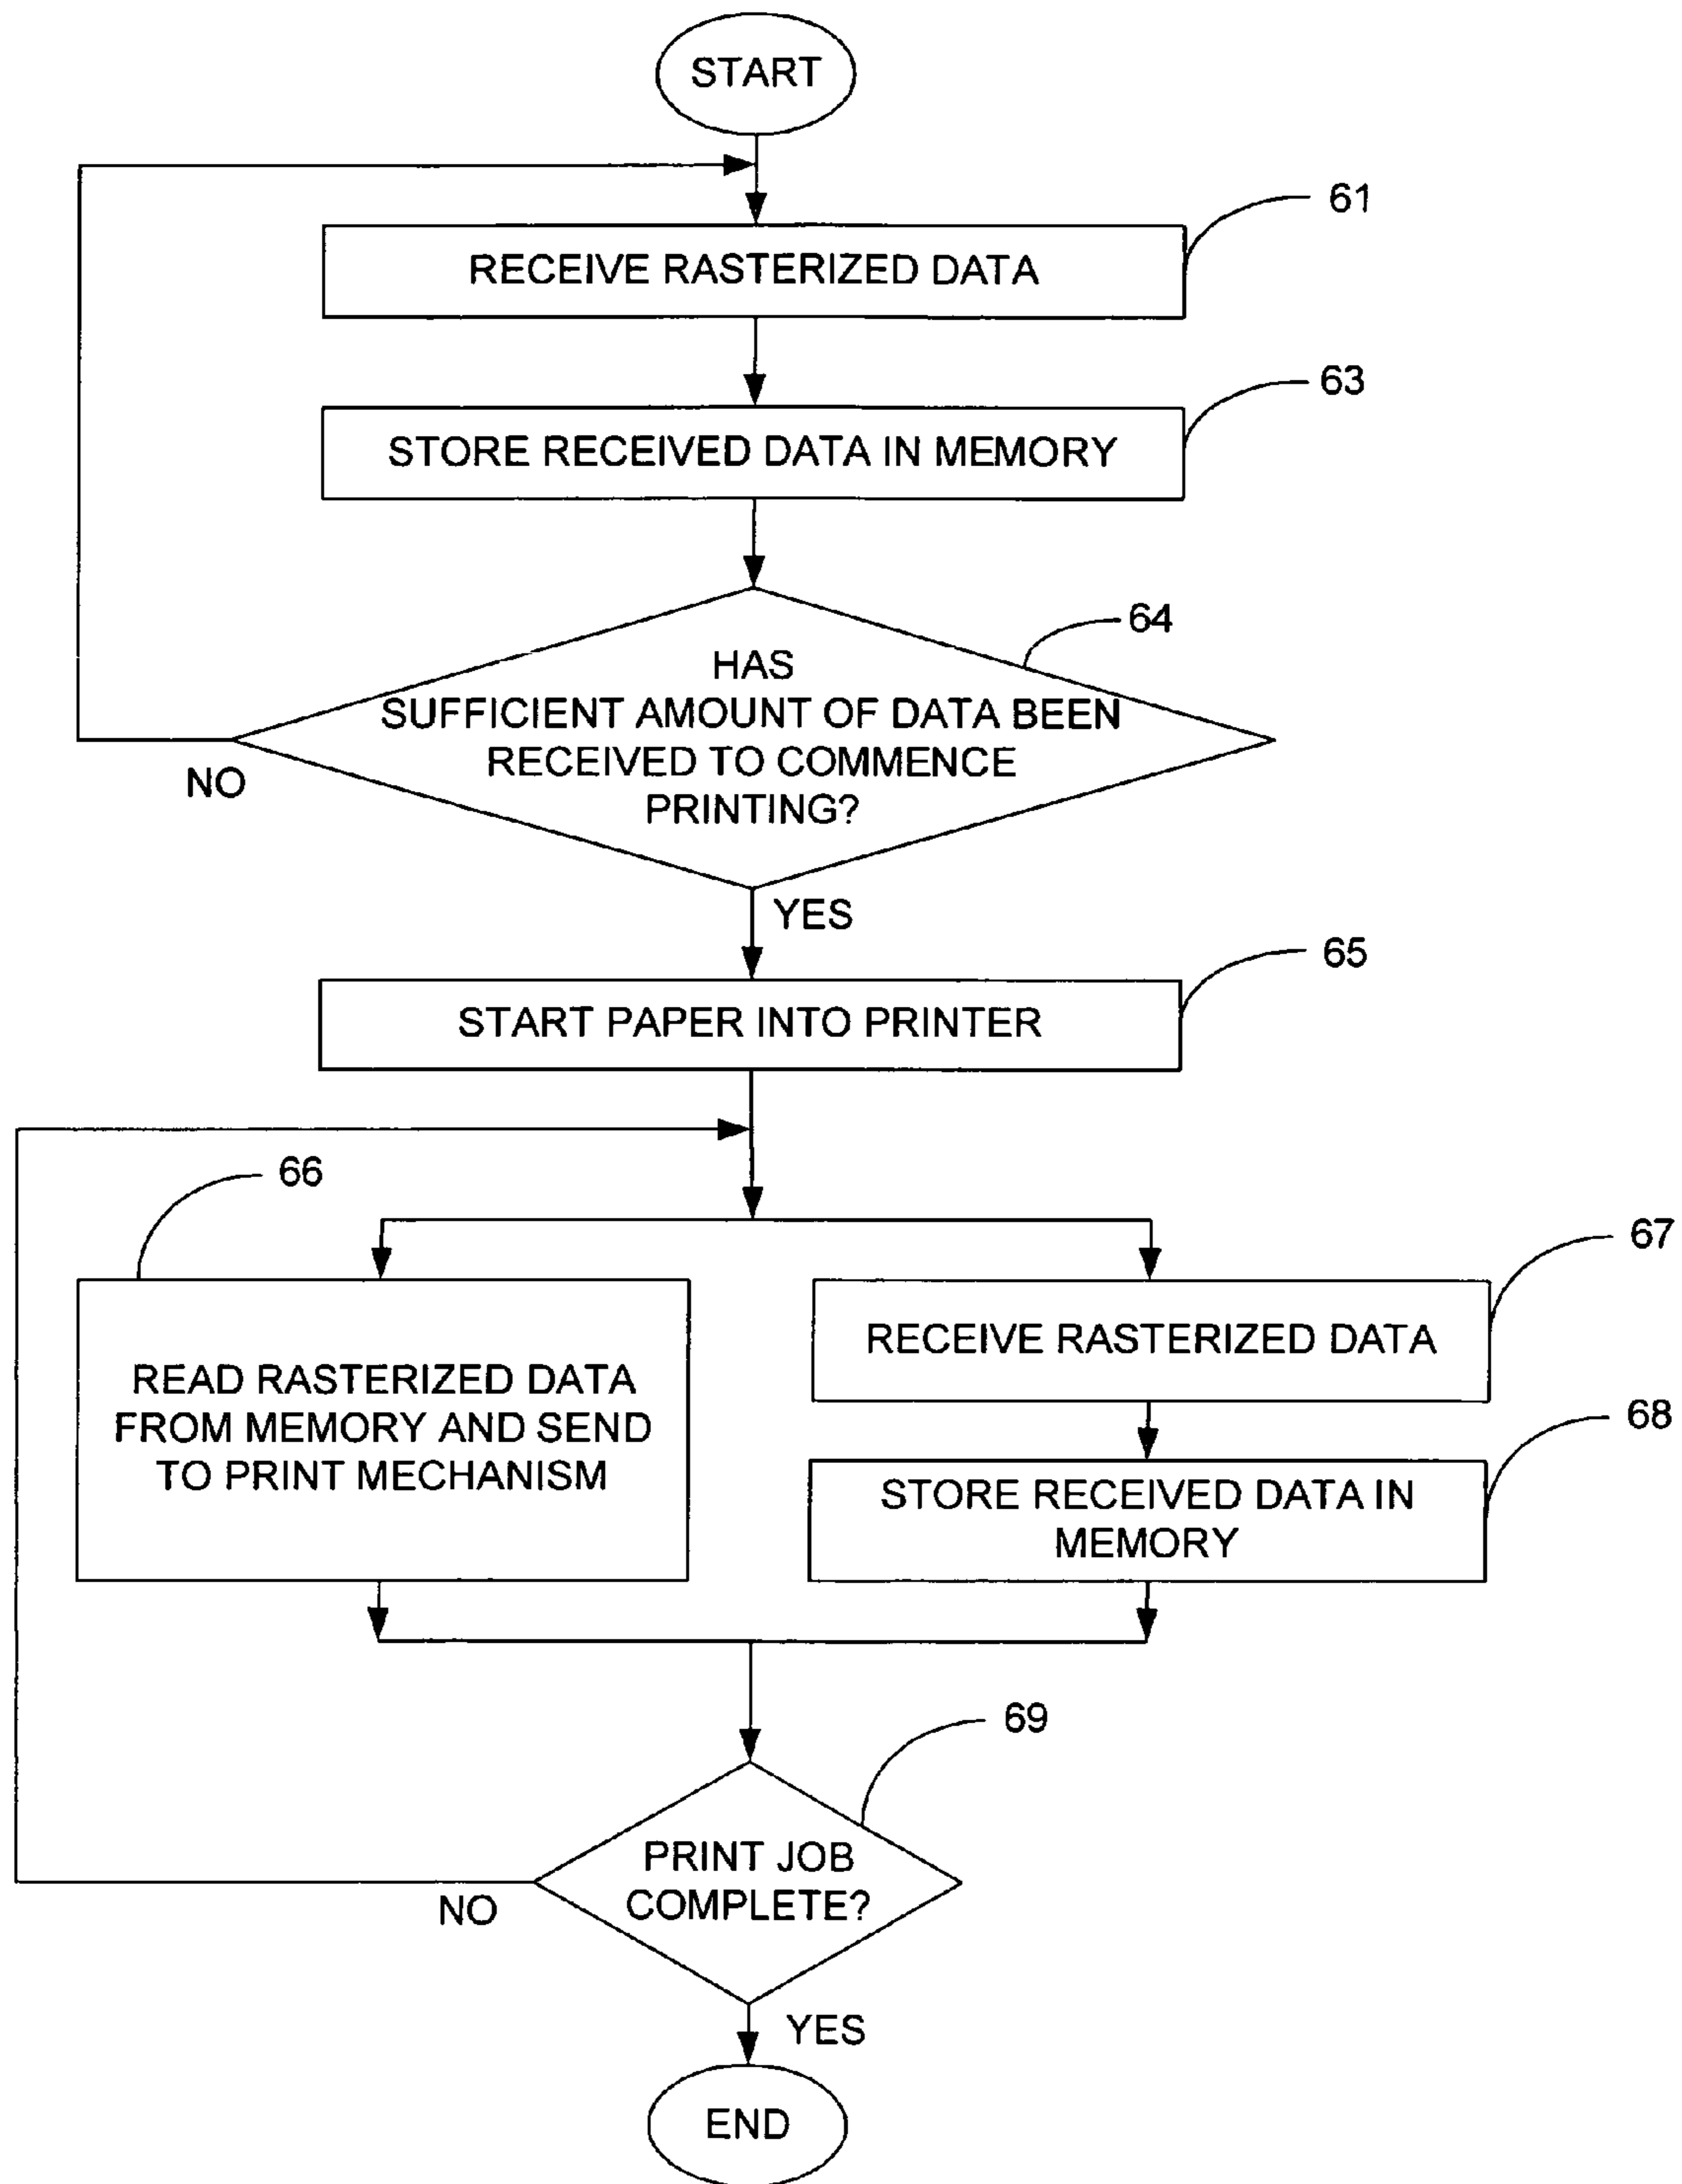 START
61
RECEIVE RASTERIZED DATA
63
STORE RECEIVED DATA IN MEMORY
64
HAS
SUFFICIENT AMOUNT OF DATA BEEN
RECEIVED TO COMMENCE
PRINTING?
NO
YES
65
START PAPER INTO PRINTER
66
READ RASTERIZED DATA
FROM MEMORY AND SEND
TO PRINT MECHANISM
67
RECEIVE RASTERIZED DATA
68
STORE RECEIVED DATA IN
MEMORY
69
PRINT JOB
COMPLETE?
NO
YES
END